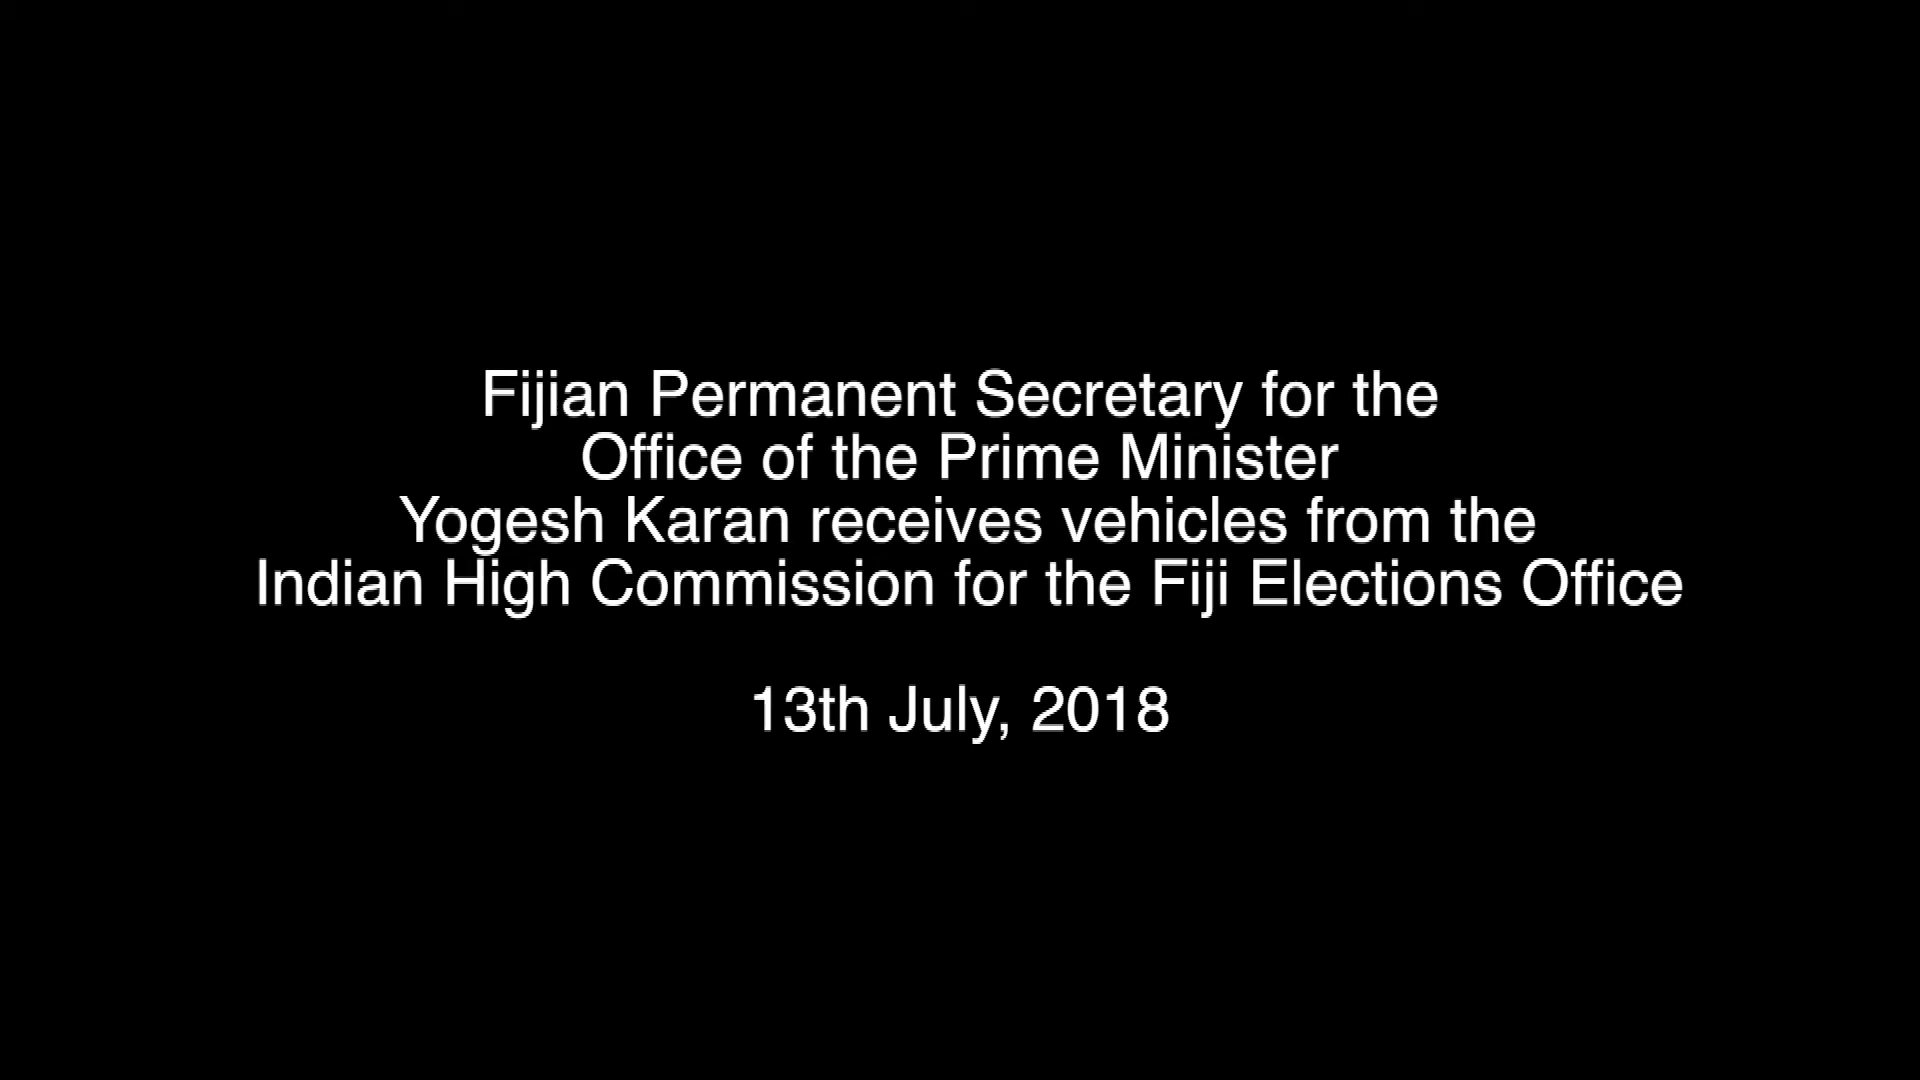 Fijian Permanent Secretary for the
Office of the Prime Minister
Yogesh Karan receives vehicles from the
Indian High Commission for the Fiji Elections Office
13th July, 2018